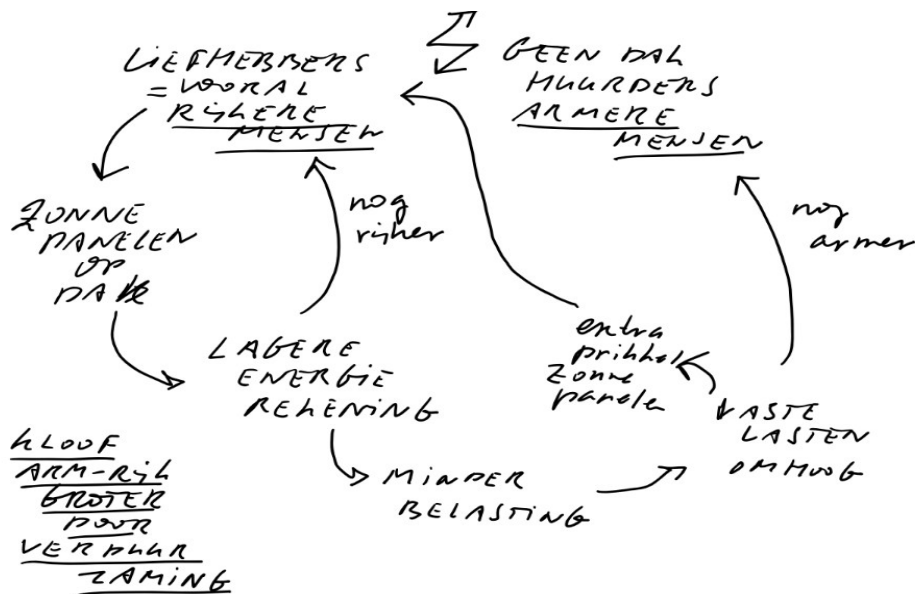 LIEFHEBBERS
= VOORAL
RIJKERE
MENSEN
GEEN DAK
HUURDERS
ARMERE
MENSEN
ZONNE
PANELEN
OP
DAK
nog
rijker
nog
armer
LAGERE
ENERGIE
REKENING
extra
prikkel
zonne
panelen
VASTE
LASTEN
OMHOOG
MINDER
BELASTING
KLOOF
ARM-RIJK
GROTER
DOOR
VERDUUR
ZAMING